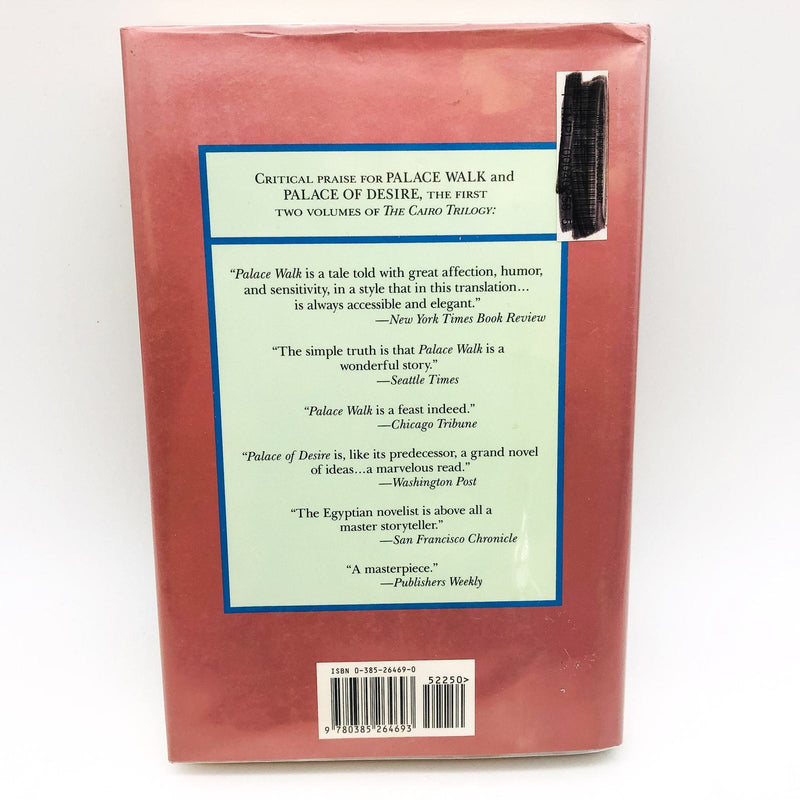 CRITICAL PRAISE FOR PALACE WALK and
PALACE OF DESIRE, THE FIRST
TWO VOLUMES OF THE CAIRO TRILOGY:
“Palace Walk is a tale told with great affection, humor,
and sensitivity, in a style that in this translation...
is always accessible and elegant.”
—New York Times Book Review
“The simple truth is that Palace Walk is a
wonderful story.”
—Seattle Times
“Palace Walk is a feast indeed.”
—Chicago Tribune
“Palace of Desire is, like its predecessor, a grand novel
of ideas...a marvelous read.”
—Washington Post
“The Egyptian novelist is above all a
master storyteller.”
—San Francisco Chronicle
“A masterpiece.”
—Publishers Weekly
ISBN 0-385-26469-0
52250>
9 780385 264693